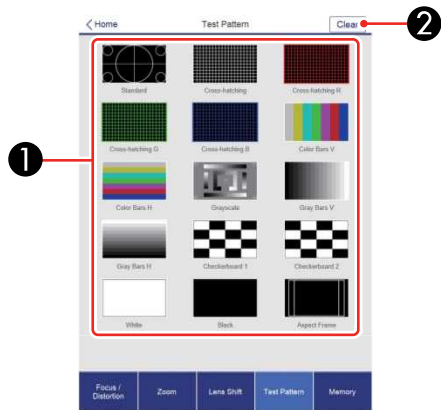 < Home Test Pattern Clear
2
1
Standard Cross-hatching Cross-hatching R
Cross-hatching G Cross-hatching B Color Bars V
Color Bars H Grayscale Gray Bars V
Gray Bars H Checkerboard 1 Checkerboard 2
White Black Aspect Frame
Focus /
Distortion Zoom Lens Shift Test Pattern Memory